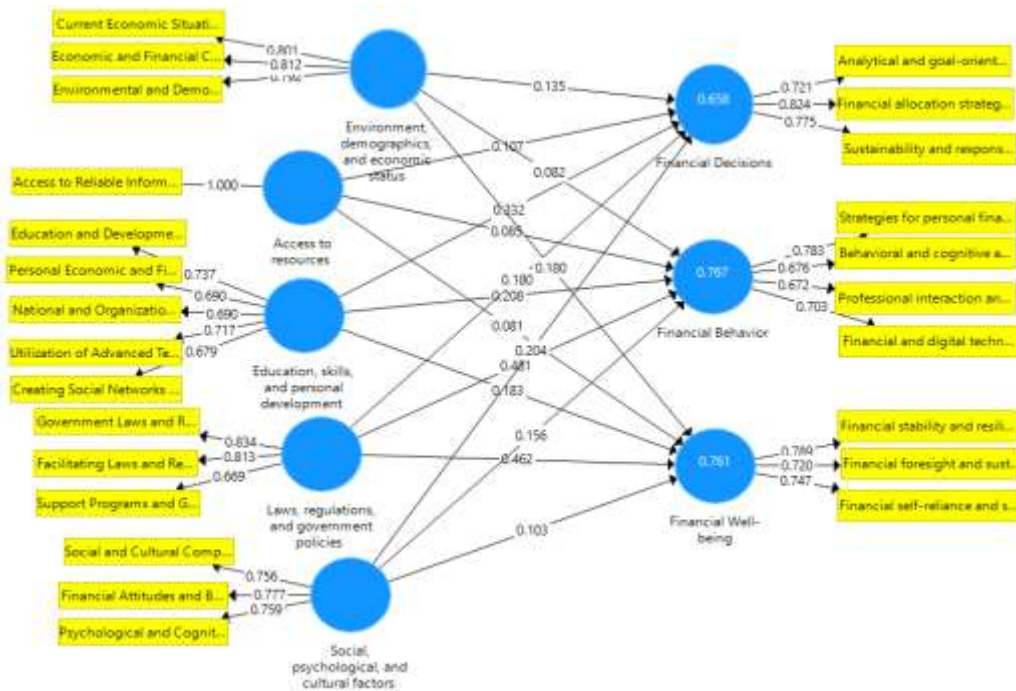 Current Economic Situati...
Economic and Financial C...
Environmental and Demo...
0.801
0.812
Environment,
demographics,
and economic
status
Access to Reliable Inform...
1.000
Access to
resources
Education and Developme...
Personal Economic and Fi...
National and Organizatio...
Utilization of Advanced Te...
Creating Social Networks ...
0.737
0.690
0.690
0.717
0.679
Education, skills,
and personal
development
Government Laws and R...
Facilitating Laws and Re...
Support Programs and G...
0.834
0.813
0.669
Laws, regulations,
and government
policies
Social and Cultural Comp...
Financial Attitudes and B...
Psychological and Cognit...
0.756
0.777
0.759
Social,
psychological, and
cultural factors
0.135
0.107
0.082
0.332
0.085
0.180
0.180
0.208
0.081
0.204
0.183
0.156
0.462
0.103
0.658
Financial Decisions
0.721
0.824
0.775
Analytical and goal-orient...
Financial allocation strateg...
Sustainability and respons...
0.767
Financial Behavior
0.783
0.676
0.672
0.703
Strategies for personal fina...
Behavioral and cognitive a...
Professional interaction an...
Financial and digital techn...
0.761
Financial Well-
being
0.789
0.720
0.747
Financial stability and resili...
Financial foresight and sust...
Financial self-reliance and s...